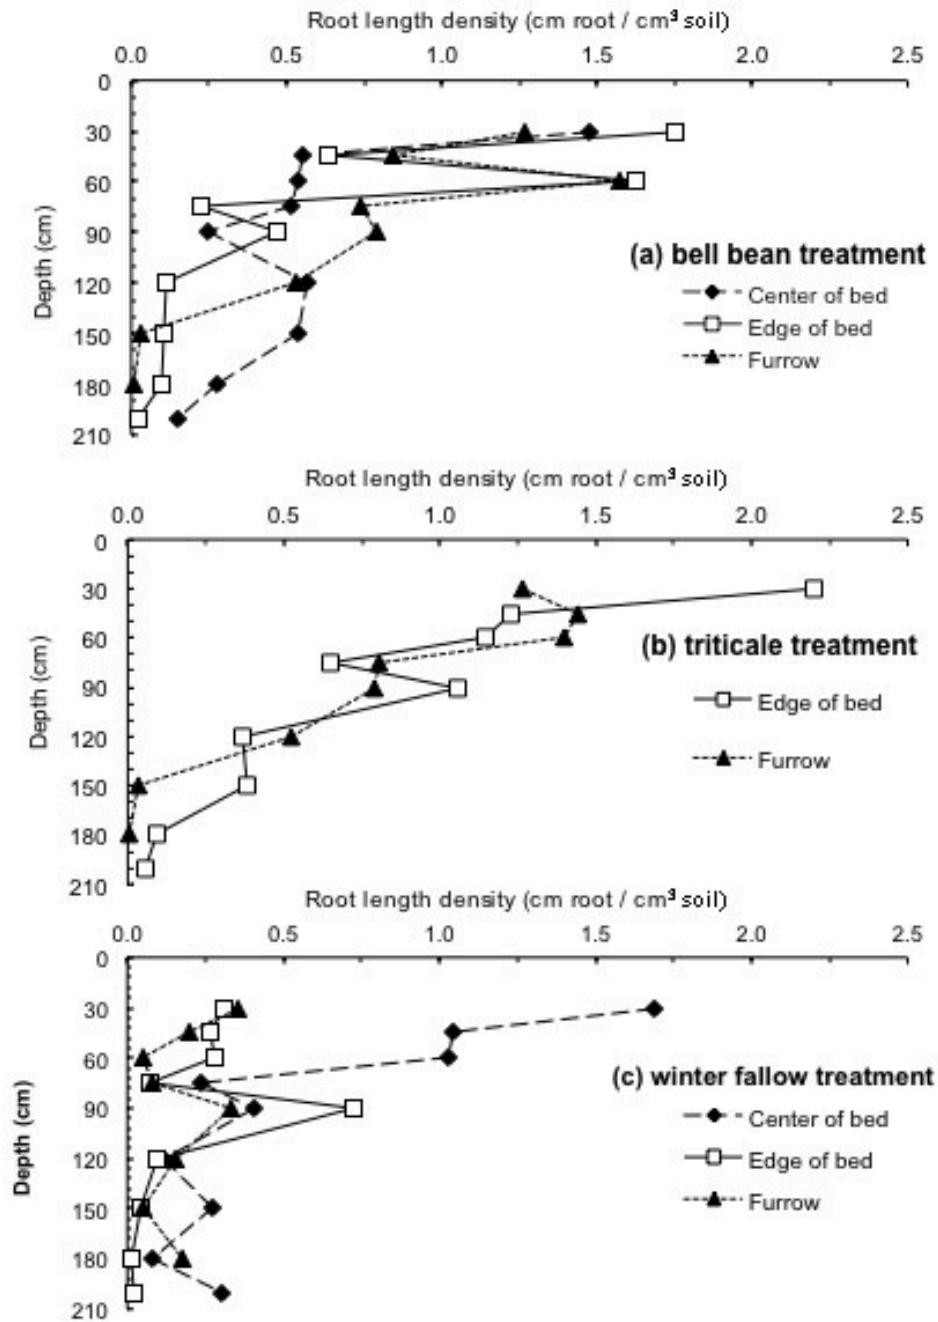 Root length density (cm root / cm³ soil)
0.0 0.5 1.0 1.5 2.0 2.5
0
30
60
90
120
150
180
210
Depth (cm)
(a) bell bean treatment
Center of bed
Edge of bed
Furrow
Root length density (cm root / cm³ soil)
0.0 0.5 1.0 1.5 2.0 2.5
0
30
60
90
120
150
180
210
Depth (cm)
(b) triticale treatment
Edge of bed
Furrow
Root length density (cm root / cm³ soil)
0.0 0.5 1.0 1.5 2.0 2.5
0
30
60
90
120
150
180
210
Depth (cm)
(c) winter fallow treatment
Center of bed
Edge of bed
Furrow